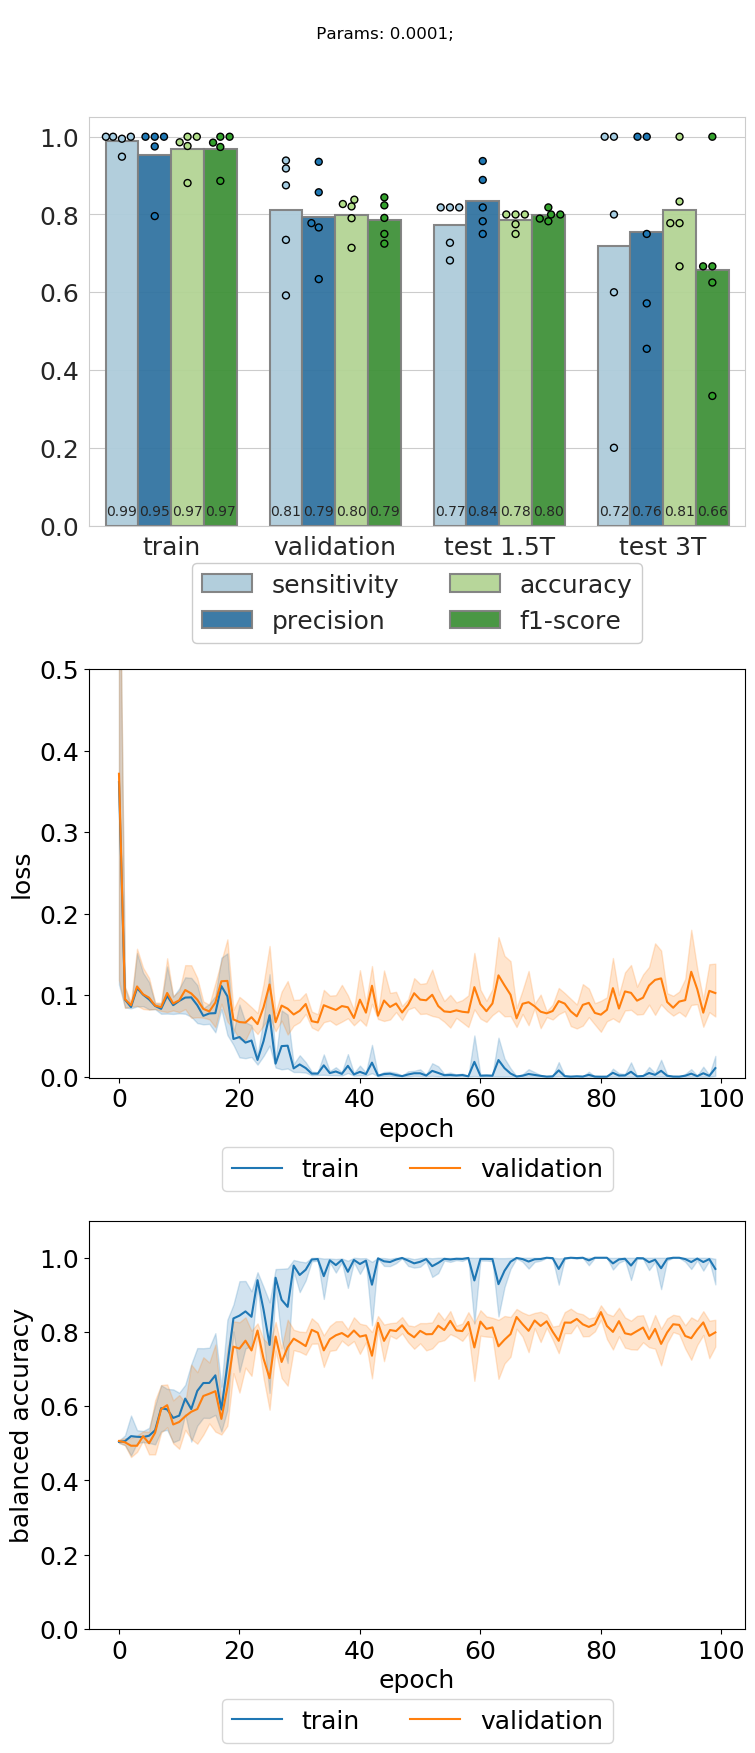 Params: 0.0001;
1.0
0.8
0.6
0.4
0.2
0.0
0.99 0.95 0.97 0.97 0.81 0.79 0.80 0.79 0.77 0.84 0.78 0.80 0.72 0.76 0.81 0.66
train validation test 1.5T test 3T
sensitivity accuracy
precision f1-score
0.5
0.4
0.3
0.2
0.1
0.0
loss
0 20 40 60 80 100
epoch
train validation
1.0
0.8
0.6
0.4
0.2
0.0
balanced accuracy
0 20 40 60 80 100
epoch
train validation